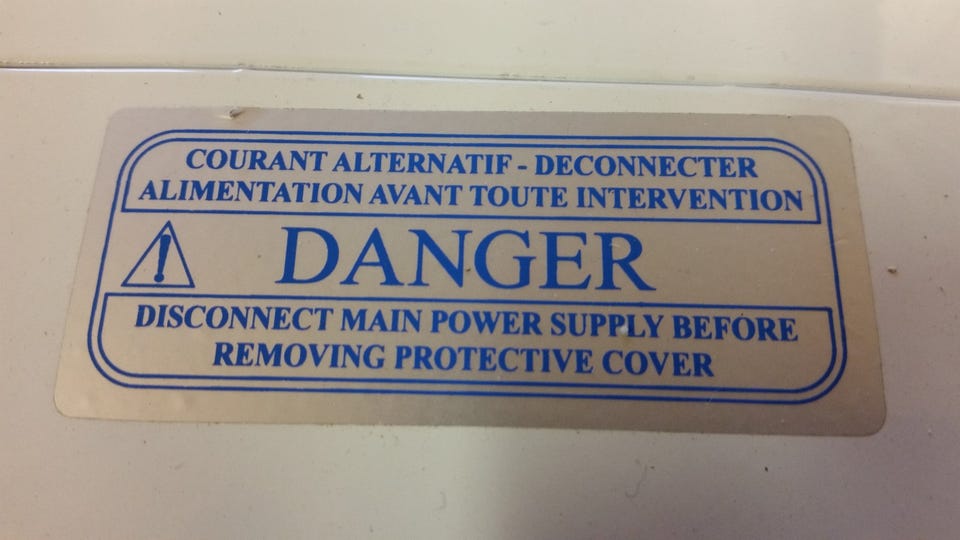 COURANT ALTERNATIF - DECONNECTER
ALIMENTATION AVANT TOUTE INTERVENTION
DANGER
DISCONNECT MAIN POWER SUPPLY BEFORE
REMOVING PROTECTIVE COVER